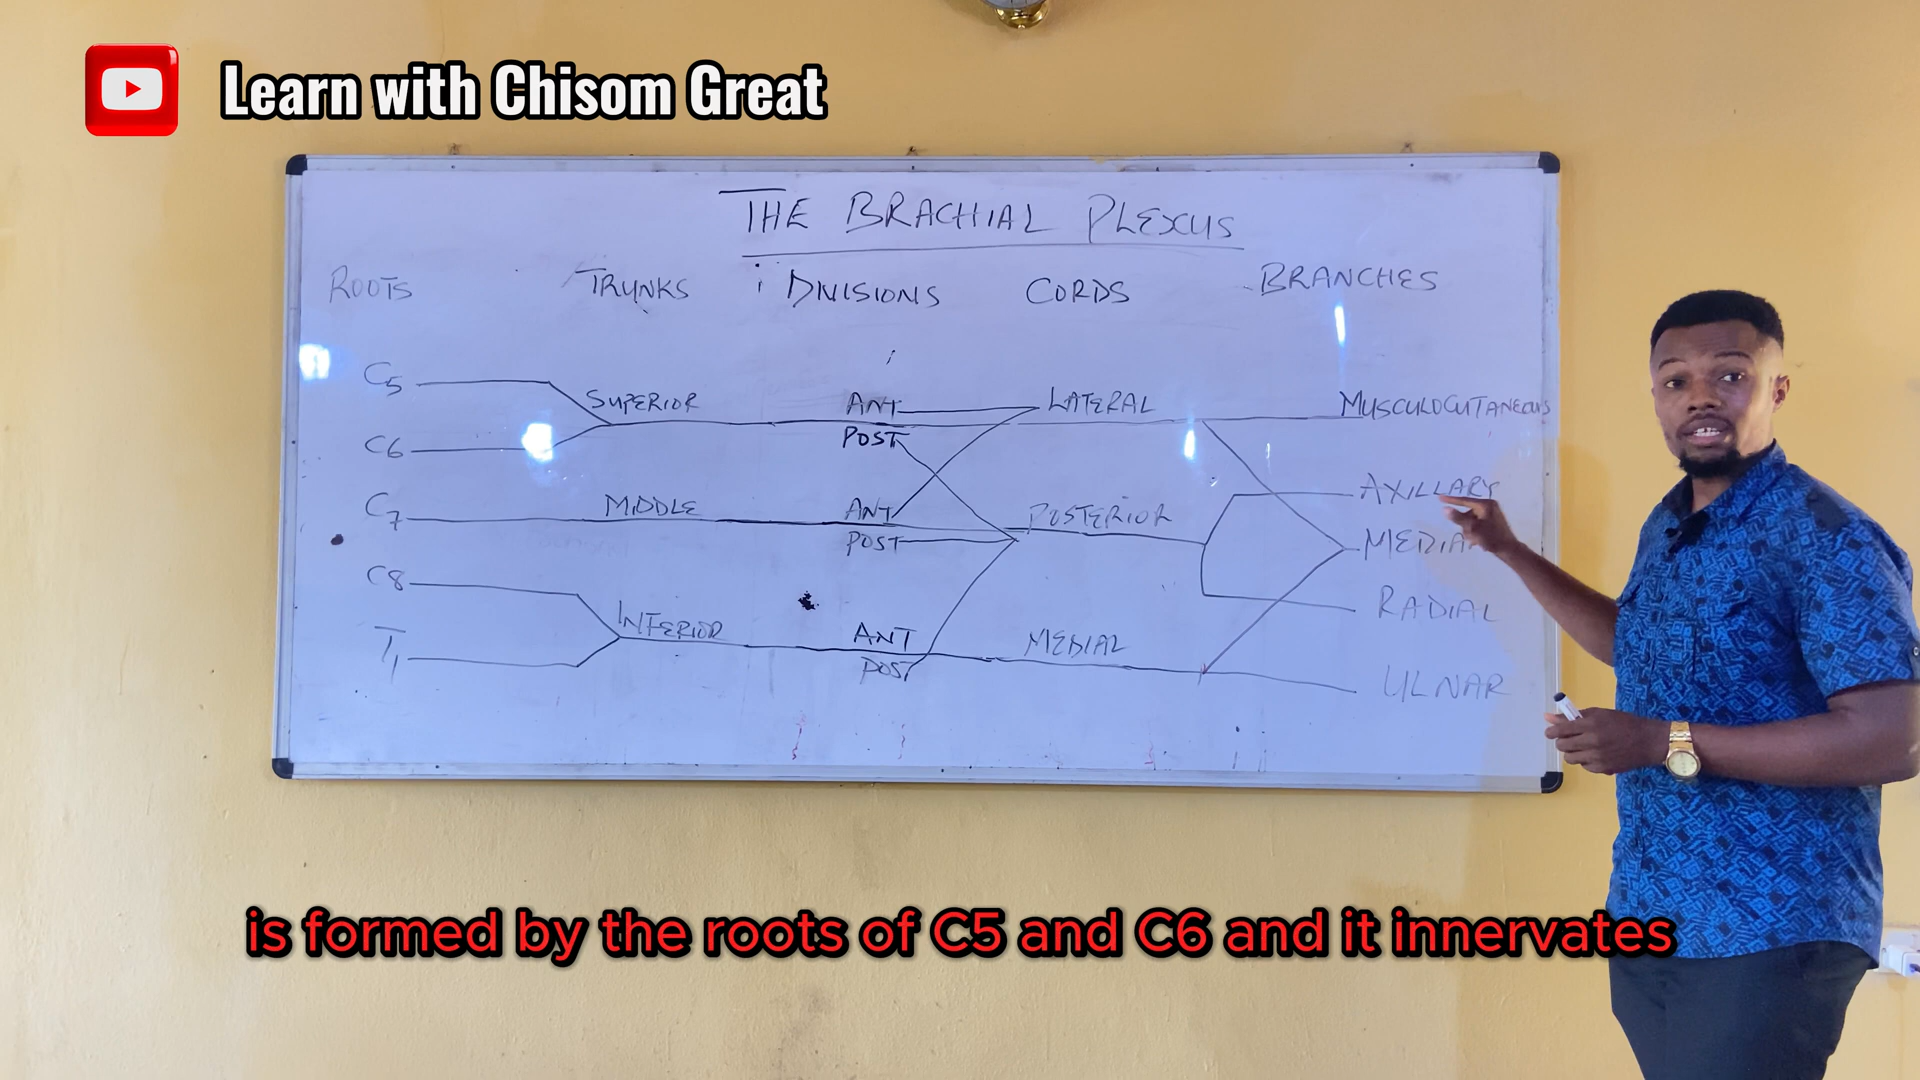 Learn with Chisom Great
THE BRACHIAL PLEXUS
ROOTS TRUNKS DIVISIONS CORDS BRANCHES
C5 SUPERIOR ANT LATERAL MUSCULOCUTANEOUS
C6 POST
AXILLARY
C7 MIDDLE ANT POSTERIOR
POST MEDIAN
C8
RADIAL
INFERIOR ANT MEDIAL
T1 POST
ULNAR
is formed by the roots of C5 and C6 and it innervates